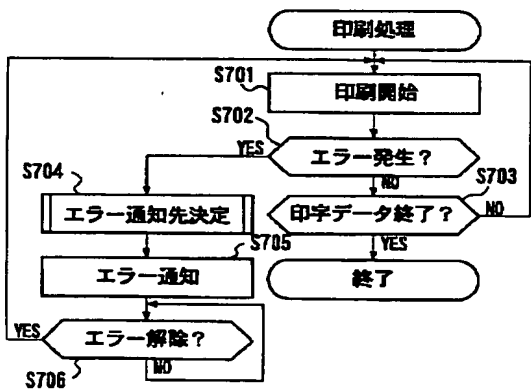 印刷処理
S701
印刷開始
S702
エラー発生？
YES
NO
S703
印字データ終了？
NO
YES
終了
S704
エラー通知先決定
S705
エラー通知
エラー解除？
YES
NO
S706